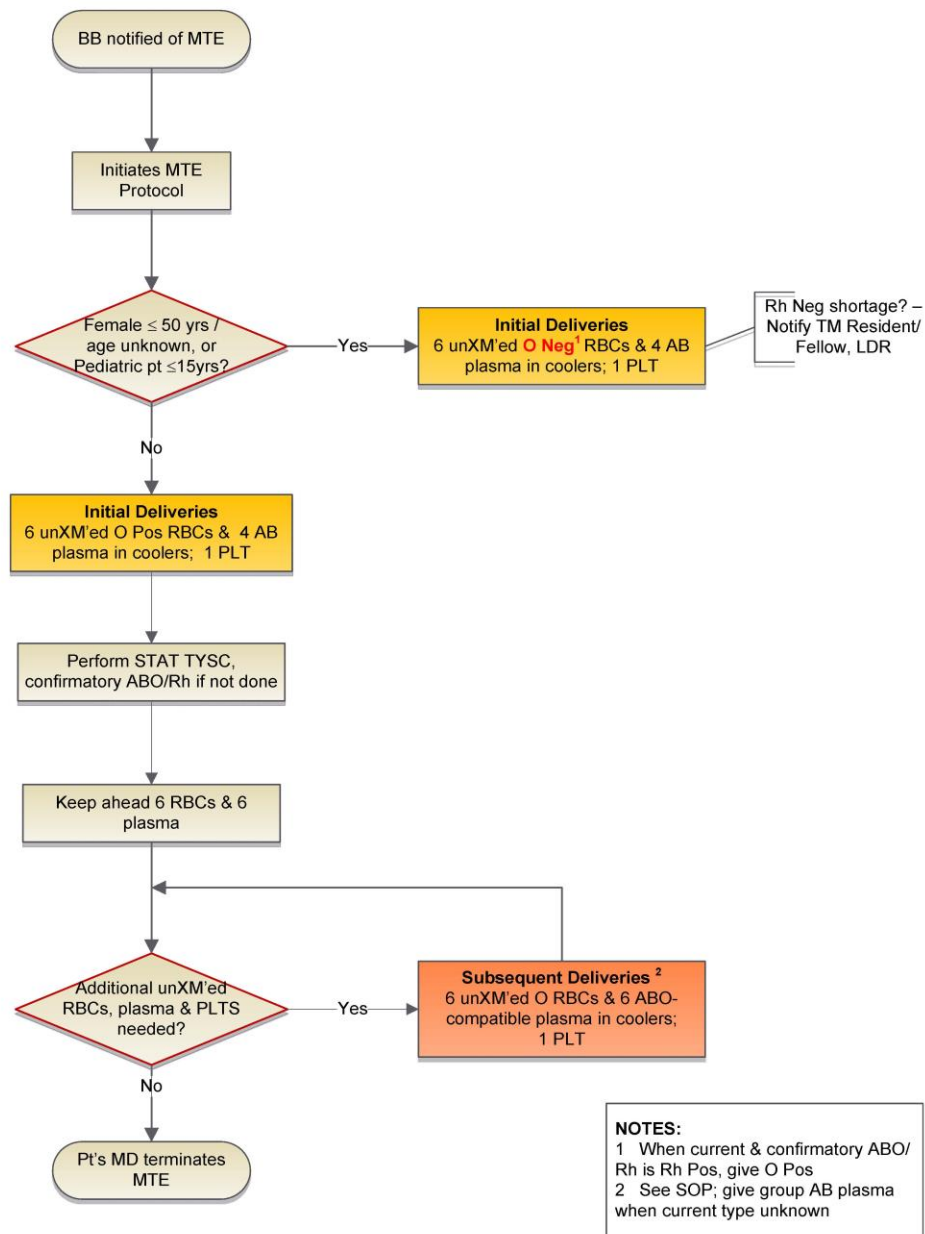 BB notified of MTE
Initiates MTE
Protocol
Female ≤ 50 yrs /
age unknown, or
Pediatric pt ≤15yrs?
Yes
Initial Deliveries
6 unXM'ed O Neg¹ RBCs & 4 AB
plasma in coolers; 1 PLT
Rh Neg shortage? –
Notify TM Resident/
Fellow, LDR
No
Initial Deliveries
6 unXM'ed O Pos RBCs & 4 AB
plasma in coolers; 1 PLT
Perform STAT TYSC,
confirmatory ABO/Rh if not done
Keep ahead 6 RBCs & 6
plasma
Additional unXM'ed
RBCs, plasma & PLTS
needed?
Yes
Subsequent Deliveries ²
6 unXM'ed O RBCs & 6 ABO-
compatible plasma in coolers;
1 PLT
No
Pt's MD terminates
MTE
NOTES:
1 When current & confirmatory ABO/
Rh is Rh Pos, give O Pos
2 See SOP; give group AB plasma
when current type unknown